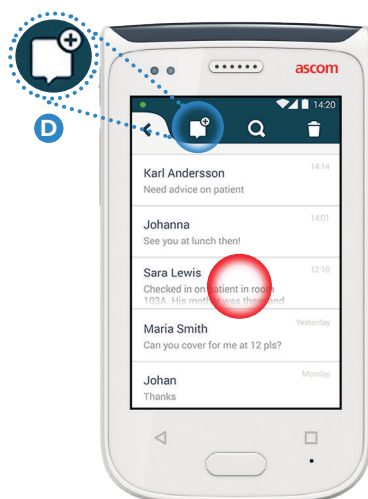 D
ascom
14:20
Karl Andersson
14:14
Need advice on patient
Johanna
14:01
See you at lunch then!
Sara Lewis
12:10
Checked in on patient in room
103A. His mother was there and
Maria Smith
Yesterday
Can you cover for me at 12 pls?
Johan
Monday
Thanks